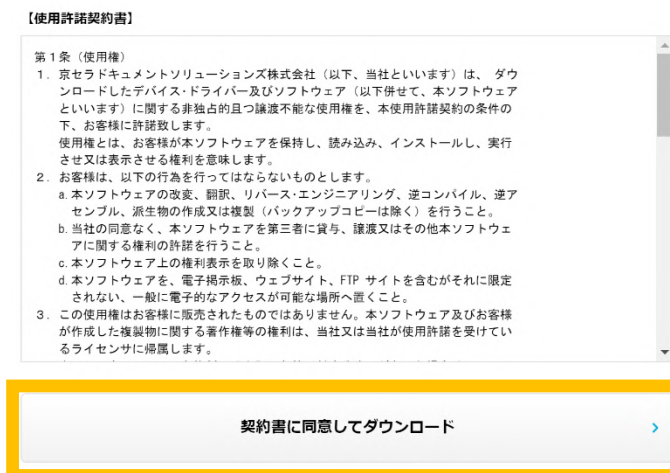 【使用許諾契約書】
第1条（使用権）
1. 京セラドキュメントソリューションズ株式会社（以下、当社といいます）は、 ダウ
ンロードしたデバイス・ドライバー及びソフトウェア（以下併せて、本ソフトウェア
といいます）に関する非独占的且つ譲渡不能な使用権を、本使用許諾契約の条件の
下、お客様に許諾致します。
使用権とは、お客様が本ソフトウェアを保持し、読み込み、インストールし、実行
させ又は表示させる権利を意味します。
2. お客様は、以下の行為を行ってはならないものとします。
a. 本ソフトウェアの改変、翻訳、リバース・エンジニアリング、逆コンパイル、逆ア
センブル、派生物の作成又は複製（バックアップコピーは除く）を行うこと。
b. 当社の同意なく、本ソフトウェアを第三者に貸与、譲渡又はその他本ソフトウェ
アに関する権利の許諾を行うこと。
c. 本ソフトウェア上の権利表示を取り除くこと。
d. 本ソフトウェアを、電子掲示板、ウェブサイト、FTP サイトを含むがそれに限定
されない、一般に電子的なアクセスが可能な場所へ置くこと。
3. この使用権はお客様に販売されたものではありません。本ソフトウェア及びお客様
が作成した複製物に関する著作権等の権利は、当社又は当社が使用許諾を受けてい
るライセンサに帰属します。
契約書に同意してダウンロード